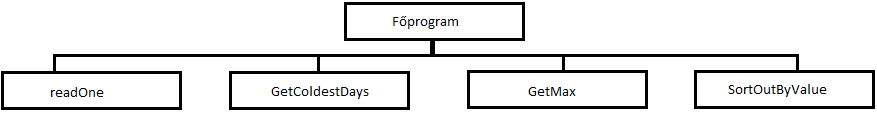 Főprogram
readOne
GetColdestDays
GetMax
SortOutByValue